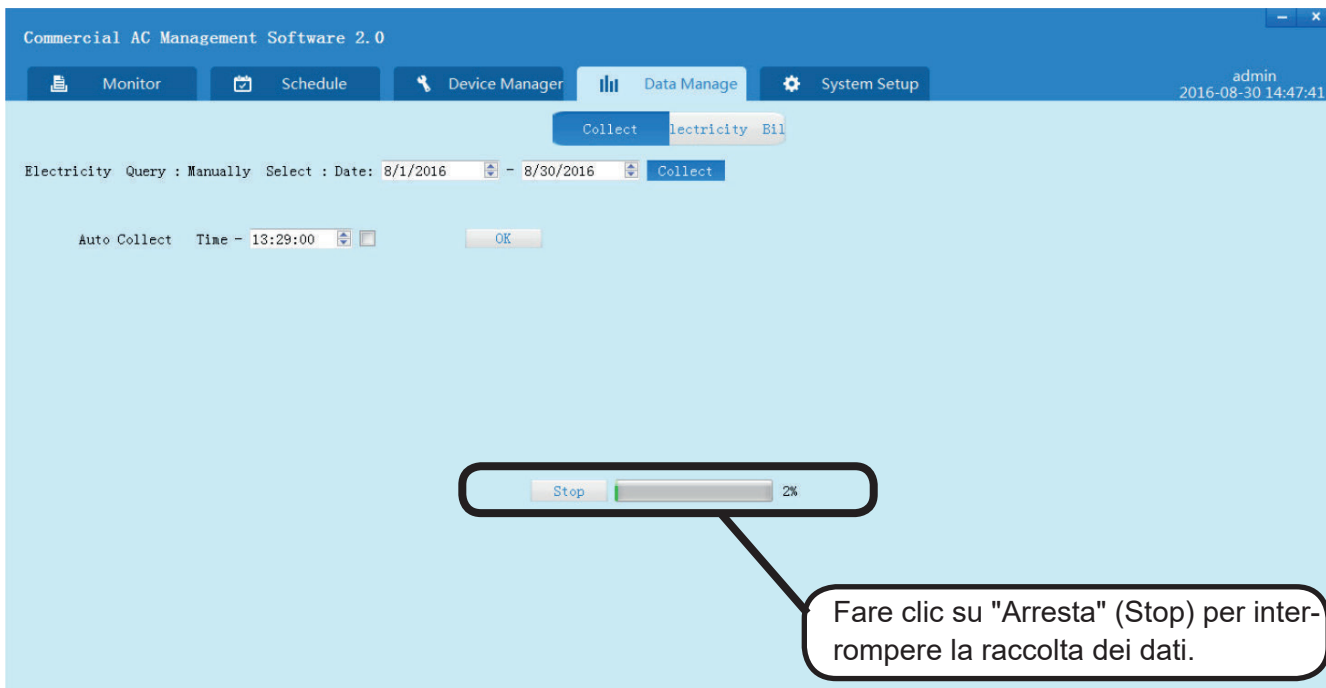 Commercial AC Management Software 2.0
Monitor Schedule Device Manager Data Manage System Setup
admin
2016-08-30 14:47:41
Collect lectricity Bil
Electricity Query : Manually Select : Date: 8/1/2016 - 8/30/2016 Collect
Auto Collect Time - 13:29:00 OK
Stop 2%
Fare clic su "Arresta" (Stop) per inter-
rompere la raccolta dei dati.